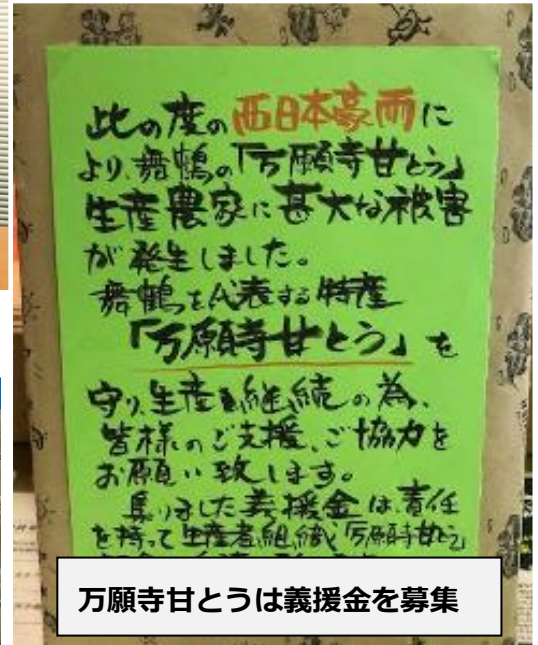 此の度の西日本豪雨に
より、舞鶴の「万願寺甘とう」
生産農家に甚大な被害
が発生しました。
舞鶴を代表する特産
「万願寺甘とう」を
守り、生産を継続の為、
皆様のご支援、ご協力を
お願い致します。
集りました義援金は、責任
を持って生産者組織「万願寺甘とう
万願寺甘とうは義援金を募集